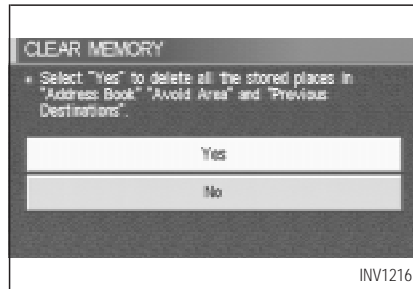 CLEAR MEMORY
Select "Yes" to delete all the stored places in
"Address Book" "Avoid Area" and "Previous
Destinations".
Yes
No
INV1216